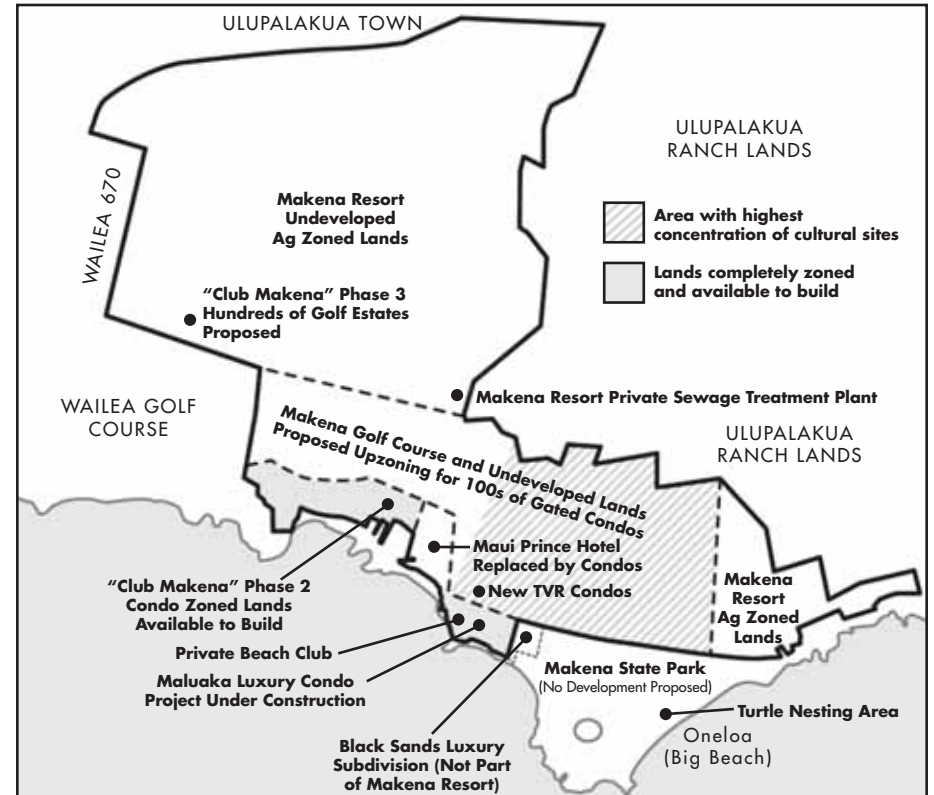 ULUPALAKUA TOWN
ULUPALAKUA
RANCH LANDS
WAILEA 670
Makena Resort
Undeveloped
Ag Zoned Lands
Area with highest
concentration of cultural sites
Lands completely zoned
and available to build
“Club Makena” Phase 3
Hundreds of Golf Estates
Proposed
WAILEA GOLF
COURSE
Makena Resort Private Sewage Treatment Plant
Makena Golf Course and Undeveloped Lands
Proposed Upzoning for 100s of Gated Condos
ULUPALAKUA
RANCH LANDS
Maui Prince Hotel
Replaced by Condos
“Club Makena” Phase 2
Condo Zoned Lands
Available to Build
New TVR Condos
Makena
Resort
Ag Zoned
Lands
Private Beach Club
Maluaka Luxury Condo
Project Under Construction
Makena State Park
(No Development Proposed)
Turtle Nesting Area
Oneloa
(Big Beach)
Black Sands Luxury
Subdivision (Not Part
of Makena Resort)